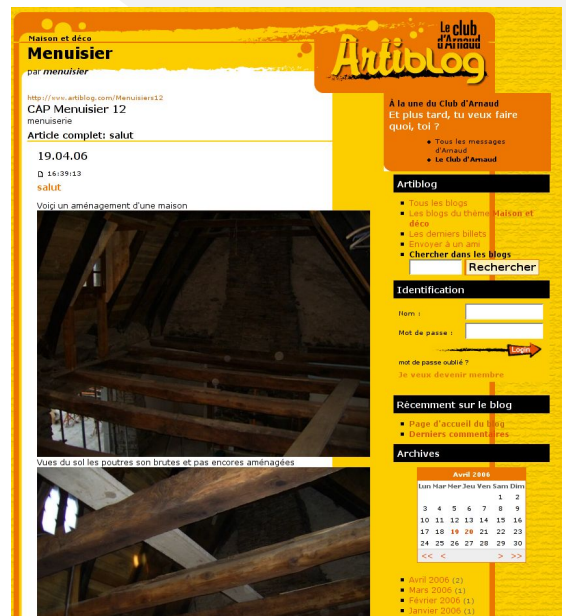 Maison et déco
Menuisier
par menuisier
Le club
d'Arnaud
Artiblog
http://www.artiblog.com/Menuisiers12
CAP Menuisier 12
menuiserie
Article complet: salut
19.04.06
16:39:13
salut
Voiçi un aménagement d'une maison
Vues du sol les poutres son brutes et pas encores aménagées
À la une du Club d'Arnaud
Et plus tard, tu veux faire
quoi, toi ?
Tous les messages
d'Arnaud
Le Club d'Arnaud
Artiblog
Tous les blogs
Les blogs du thème Maison et
déco
Les derniers billets
Envoyer à un ami
Chercher dans les blogs
Rechercher
Identification
Nom :
Mot de passe :
Login
mot de passe oublié ?
Je veux devenir membre
Récemment sur le blog
Page d'accueil du blog
Derniers commentaires
Archives
Avril 2006
Lun Mar Mer Jeu Ven Sam Dim
1 2
3 4 5 6 7 8 9
10 11 12 13 14 15 16
17 18 19 20 21 22 23
24 25 26 27 28 29 30
<< < > >>
Avril 2006 (2)
Mars 2006 (1)
Février 2006 (1)
Janvier 2006 (1)